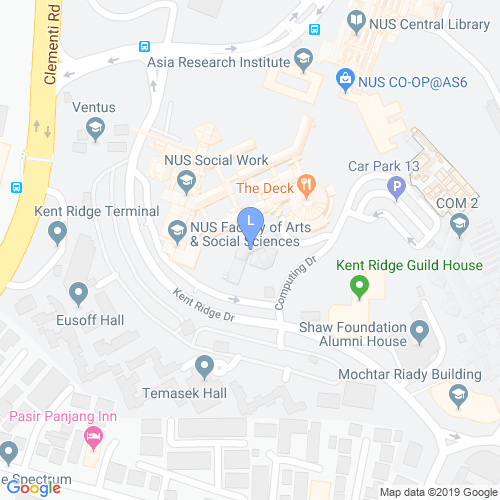 Clementi Rd
NUS Central Library
Asia Research Institute
NUS CO-OP@AS6
Ventus
NUS Social Work
Car Park 13
The Deck
P
Kent Ridge Terminal
COM 2
L
NUS Faculty of Arts
& Social Sciences
Kent Ridge Guild House
Computing Dr
Kent Ridge Dr
Eusoff Hall
Shaw Foundation
Alumni House
Temasek Hall
Mochtar Riady Building
Pasir Panjang Inn
e Spectrum
Google
Map data ©2019 Google